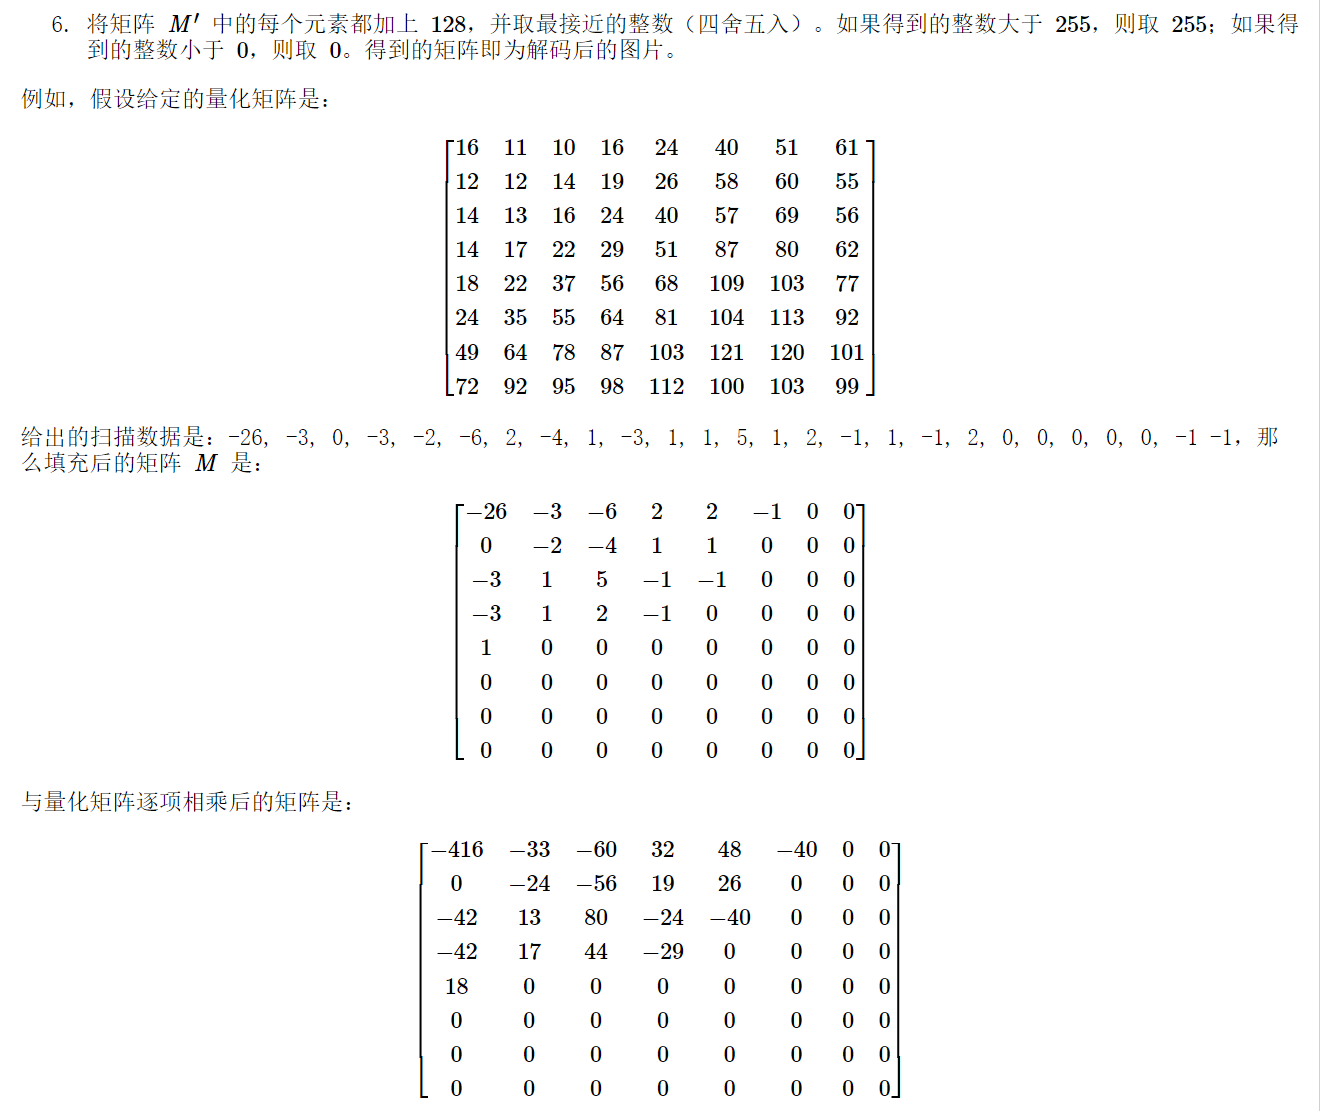 6. 将矩阵 M′ 中的每个元素都加上 128，并取最接近的整数（四舍五入）。如果得到的整数大于 255，则取 255；如果得
到的整数小于 0，则取 0。得到的矩阵即为解码后的图片。
例如，假设给定的量化矩阵是：
16 11 10 16 24 40 51 61
12 12 14 19 26 58 60 55
14 13 16 24 40 57 69 56
14 17 22 29 51 87 80 62
18 22 37 56 68 109 103 77
24 35 55 64 81 104 113 92
49 64 78 87 103 121 120 101
72 92 95 98 112 100 103 99
给出的扫描数据是：-26, -3, 0, -3, -2, -6, 2, -4, 1, -3, 1, 1, 5, 1, 2, -1, 1, -1, 2, 0, 0, 0, 0, 0, -1 -1，那
么填充后的矩阵 M 是：
−26 −3 −6 2 2 −1 0 0
0 −2 −4 1 1 0 0 0
−3 1 5 −1 −1 0 0 0
−3 1 2 −1 0 0 0 0
1 0 0 0 0 0 0 0
0 0 0 0 0 0 0 0
0 0 0 0 0 0 0 0
0 0 0 0 0 0 0 0
与量化矩阵逐项相乘后的矩阵是：
−416 −33 −60 32 48 −40 0 0
0 −24 −56 19 26 0 0 0
−42 13 80 −24 −40 0 0 0
−42 17 44 −29 0 0 0 0
18 0 0 0 0 0 0 0
0 0 0 0 0 0 0 0
0 0 0 0 0 0 0 0
0 0 0 0 0 0 0 0